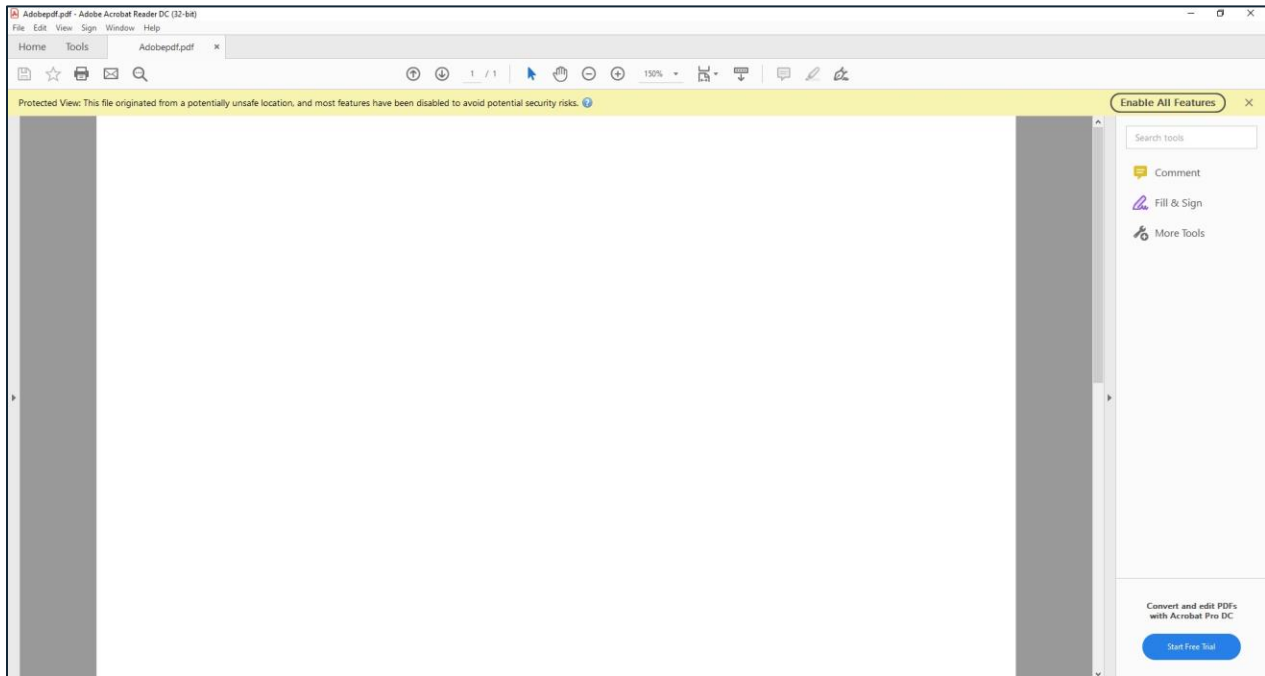 Adobepdf.pdf - Adobe Acrobat Reader DC (32-bit)
File Edit View Sign Window Help
Home Tools Adobepdf.pdf ×
1 / 1 150%
Protected View: This file originated from a potentially unsafe location, and most features have been disabled to avoid potential security risks. ? Enable All Features ×
Search tools
Comment
Fill & Sign
More Tools
Convert and edit PDFs
with Acrobat Pro DC
Start Free Trial